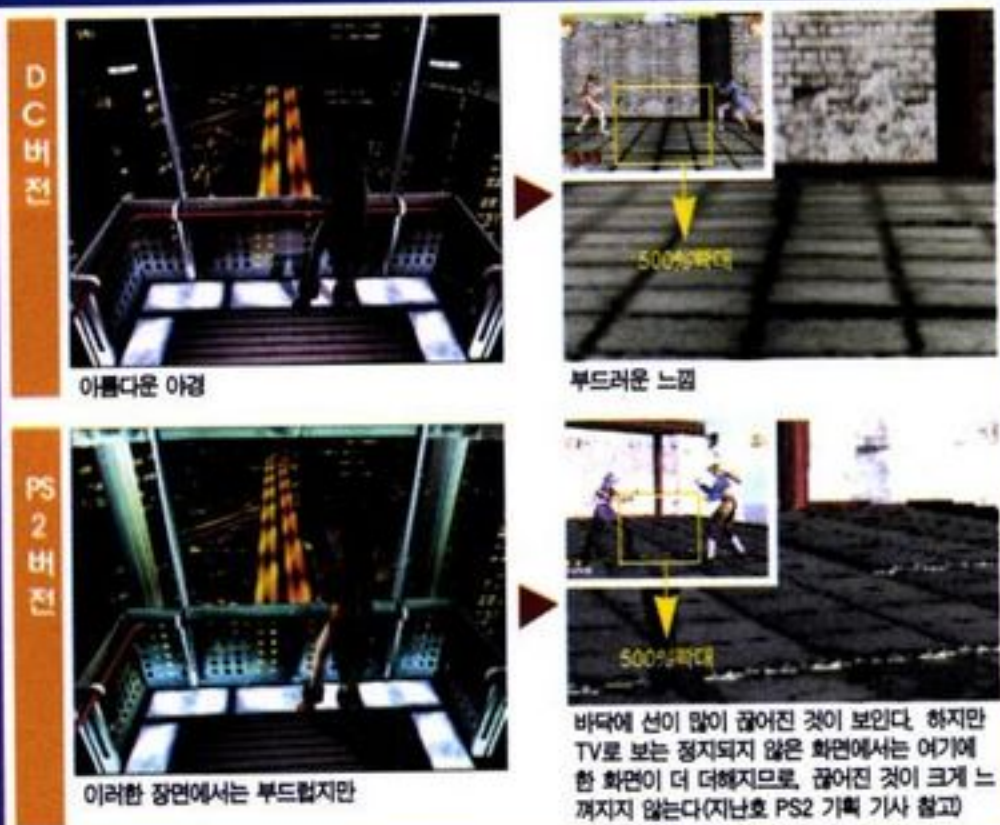 DC버전
아름다운 야경
500%확대
부드러운 느낌
PS2버전
이러한 장면에서는 부드럽지만
500%확대
바닥에 선이 많이 끊어진 것이 보인다. 하지만
TV로 보는 정지되지 않은 화면에서는 여기에
한 화면이 더 더해지므로, 끊어진 것이 크게 느
껴지지 않는다(지난호 PS2 기획 기사 참고)